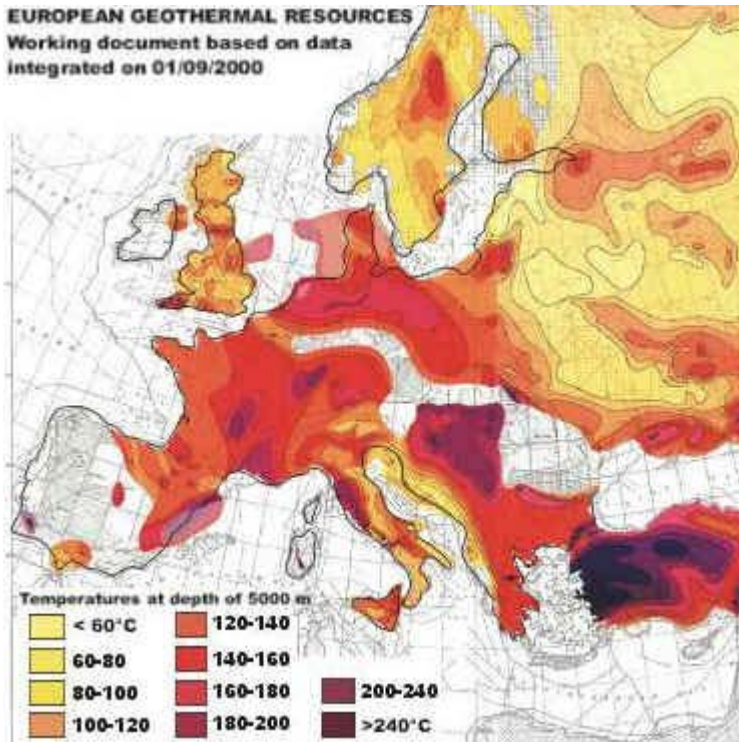 EUROPEAN GEOTHERMAL RESOURCES
Working document based on data
integrated on 01/09/2000
Temperatures at depth of 5000 m
< 60°C
60-80
80-100
100-120
120-140
140-160
160-180
180-200
200-240
>240°C